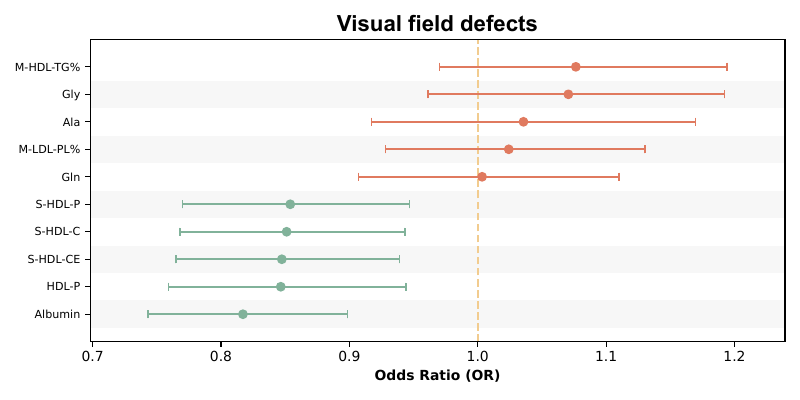 Visual field defects
M-HDL-TG%
Gly
Ala
M-LDL-PL%
Gln
S-HDL-P
S-HDL-C
S-HDL-CE
HDL-P
Albumin
0.7 0.8 0.9 1.0 1.1 1.2
Odds Ratio (OR)